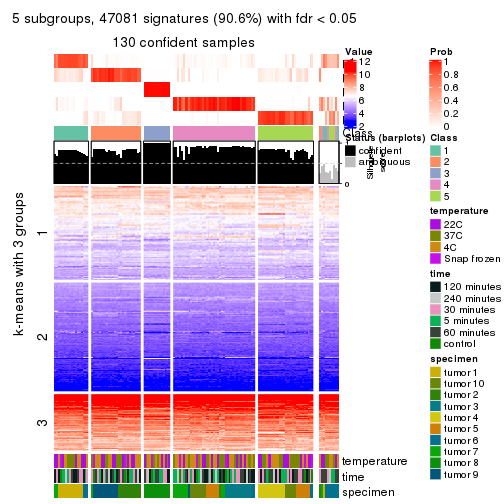 5 subgroups, 47081 signatures (90.6%) with fdr < 0.05
130 confident samples
k-means with 3 groups
1
2
3
Value
12
10
8
6
4
2
Prob
1
0.8
0.6
0.4
0.2
0
Class
Status (barplots)
confident
ambiguous
0
Class
1
2
3
4
5
temperature
22C
37C
4C
Snap frozen
time
120 minutes
240 minutes
30 minutes
5 minutes
60 minutes
control
specimen
tumor 1
tumor 10
tumor 2
tumor 3
tumor 4
tumor 5
tumor 6
tumor 7
tumor 8
tumor 9
temperature
time
specimen